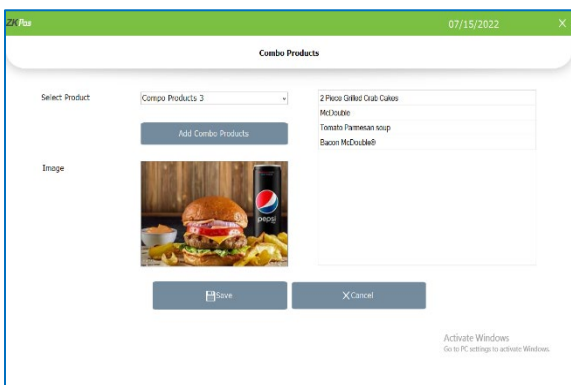 ZKPos
07/15/2022
X
Combo Products
Select Product
Compo Products 3
Add Combo Products
2 Piece Grilled Crab Cakes
McDouble
Tomato Parmesan soup
Bacon McDouble®
Image
pepsi
Save
X Cancel
Activate Windows
Go to PC settings to activate Windows.